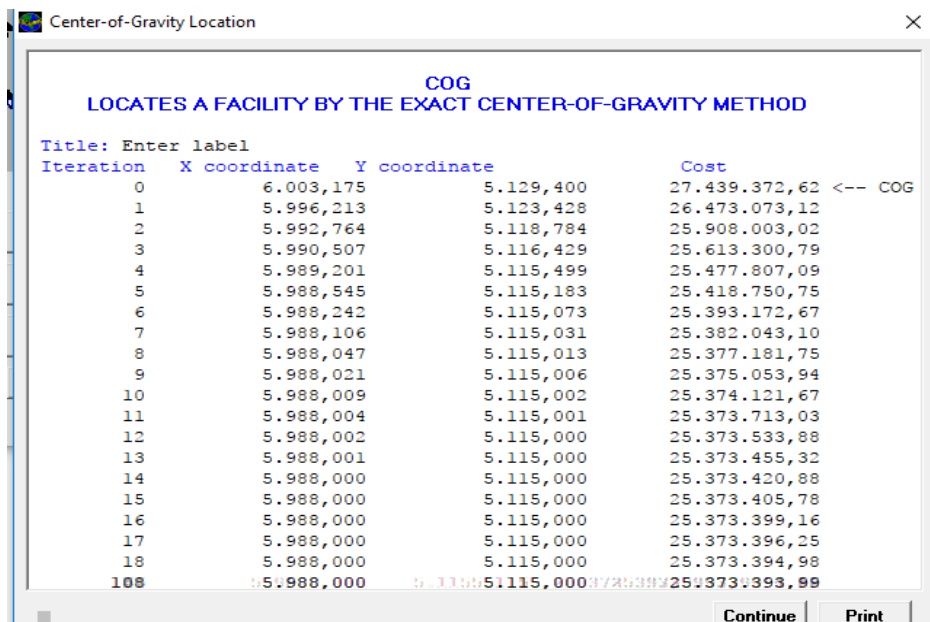 Center-of-Gravity Location
COG
LOCATES A FACILITY BY THE EXACT CENTER-OF-GRAVITY METHOD
Title: Enter label
Iteration X coordinate Y coordinate Cost
0 6.003,175 5.129,400 27.439.372,62 <-- COG
1 5.996,213 5.123,428 26.473.073,12
2 5.992,764 5.118,784 25.908.003,02
3 5.990,507 5.116,429 25.613.300,79
4 5.989,201 5.115,499 25.477.807,09
5 5.988,545 5.115,183 25.418.750,75
6 5.988,242 5.115,073 25.393.172,67
7 5.988,106 5.115,031 25.382.043,10
8 5.988,047 5.115,013 25.377.181,75
9 5.988,021 5.115,006 25.375.053,94
10 5.988,009 5.115,002 25.374.121,67
11 5.988,004 5.115,001 25.373.713,03
12 5.988,002 5.115,000 25.373.533,88
13 5.988,001 5.115,000 25.373.455,32
14 5.988,000 5.115,000 25.373.420,88
15 5.988,000 5.115,000 25.373.405,78
16 5.988,000 5.115,000 25.373.399,16
17 5.988,000 5.115,000 25.373.396,25
18 5.988,000 5.115,000 25.373.394,98
5.988,000 5.115,000 25.373.393,99
Continue Print